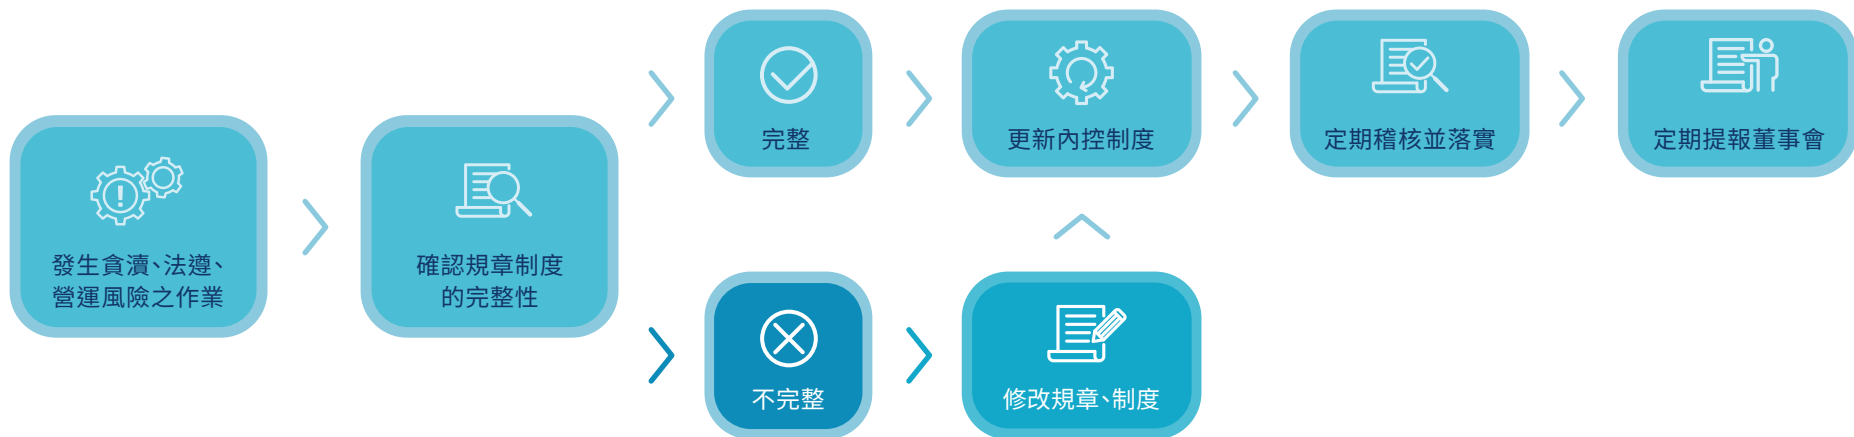 發生貪瀆、法遵、
營運風險之作業
確認規章制度
的完整性
完整
更新內控制度
定期稽核並落實
定期提報董事會
不完整
修改規章、制度